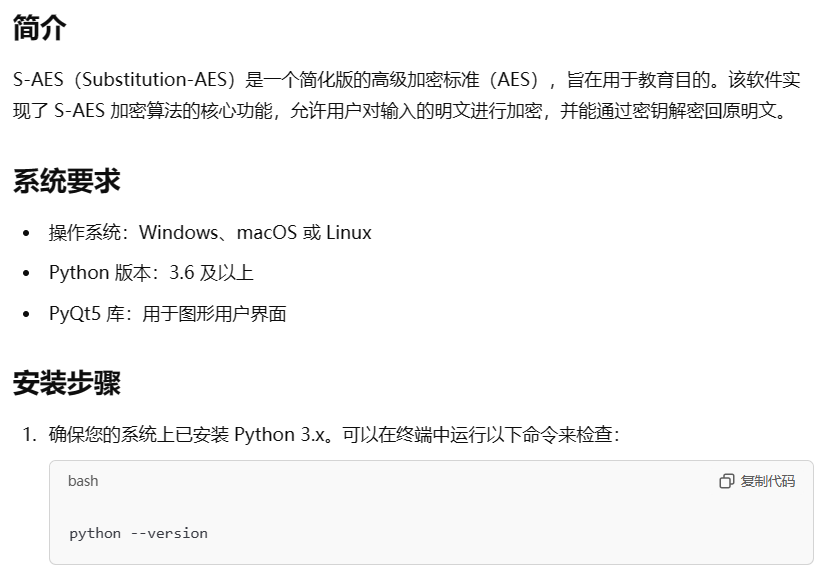 简介
S-AES（Substitution-AES）是一个简化版的高级加密标准（AES），旨在用于教育目的。该软件实
现了 S-AES 加密算法的核心功能，允许用户对输入的明文进行加密，并能通过密钥解密回原明文。
系统要求
• 操作系统：Windows、macOS 或 Linux
• Python 版本：3.6 及以上
• PyQt5 库：用于图形用户界面
安装步骤
1. 确保您的系统上已安装 Python 3.x。可以在终端中运行以下命令来检查：
bash 复制代码
python --version